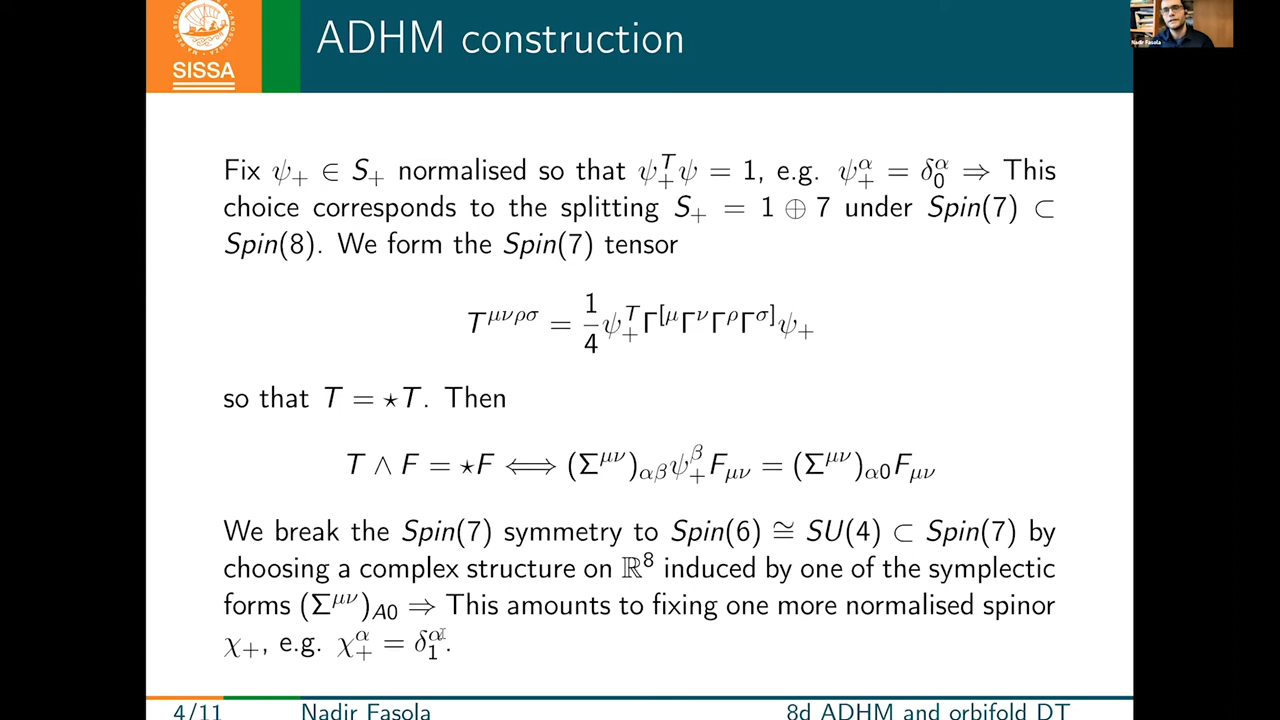 ADHM construction
SISSA
Nadir Fasola
Fix ψ₊ ∈ S₊ normalised so that ψ₊ᵀψ = 1, e.g. ψ₊^α = δ₀^α ⇒ This
choice corresponds to the splitting S₊ = 1 ⊕ 7 under Spin(7) ⊂
Spin(8). We form the Spin(7) tensor
T^{μνρσ} = 1/4 ψ₊ᵀ Γ^{[μ}Γ^νΓ^ρΓ^{σ]} ψ₊
so that T = ⋆T. Then
T ∧ F = ⋆F ⟺ (Σ^{μν})_{αβ}ψ₊^β F_{μν} = (Σ^{μν})_{α0}F_{μν}
We break the Spin(7) symmetry to Spin(6) ≅ SU(4) ⊂ Spin(7) by
choosing a complex structure on ℝ⁸ induced by one of the symplectic
forms (Σ^{μν})_{A0} ⇒ This amounts to fixing one more normalised spinor
χ₊, e.g. χ₊^α = δ₁^α.
4/11 Nadir Fasola 8d ADHM and orbifold DT